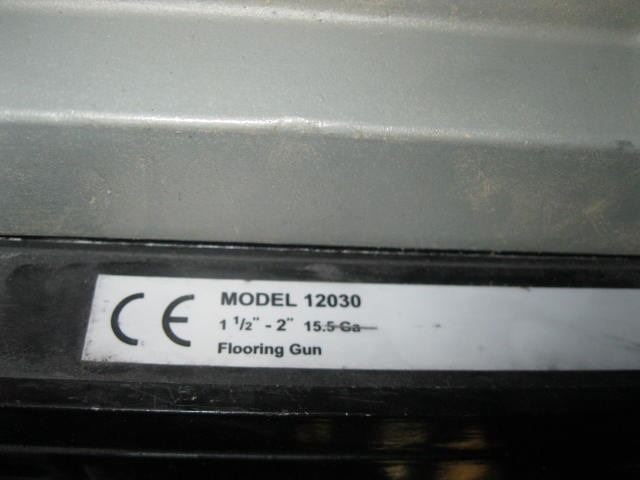 CE MODEL 12030
1 1/2" - 2" 15.5 Ga
Flooring Gun